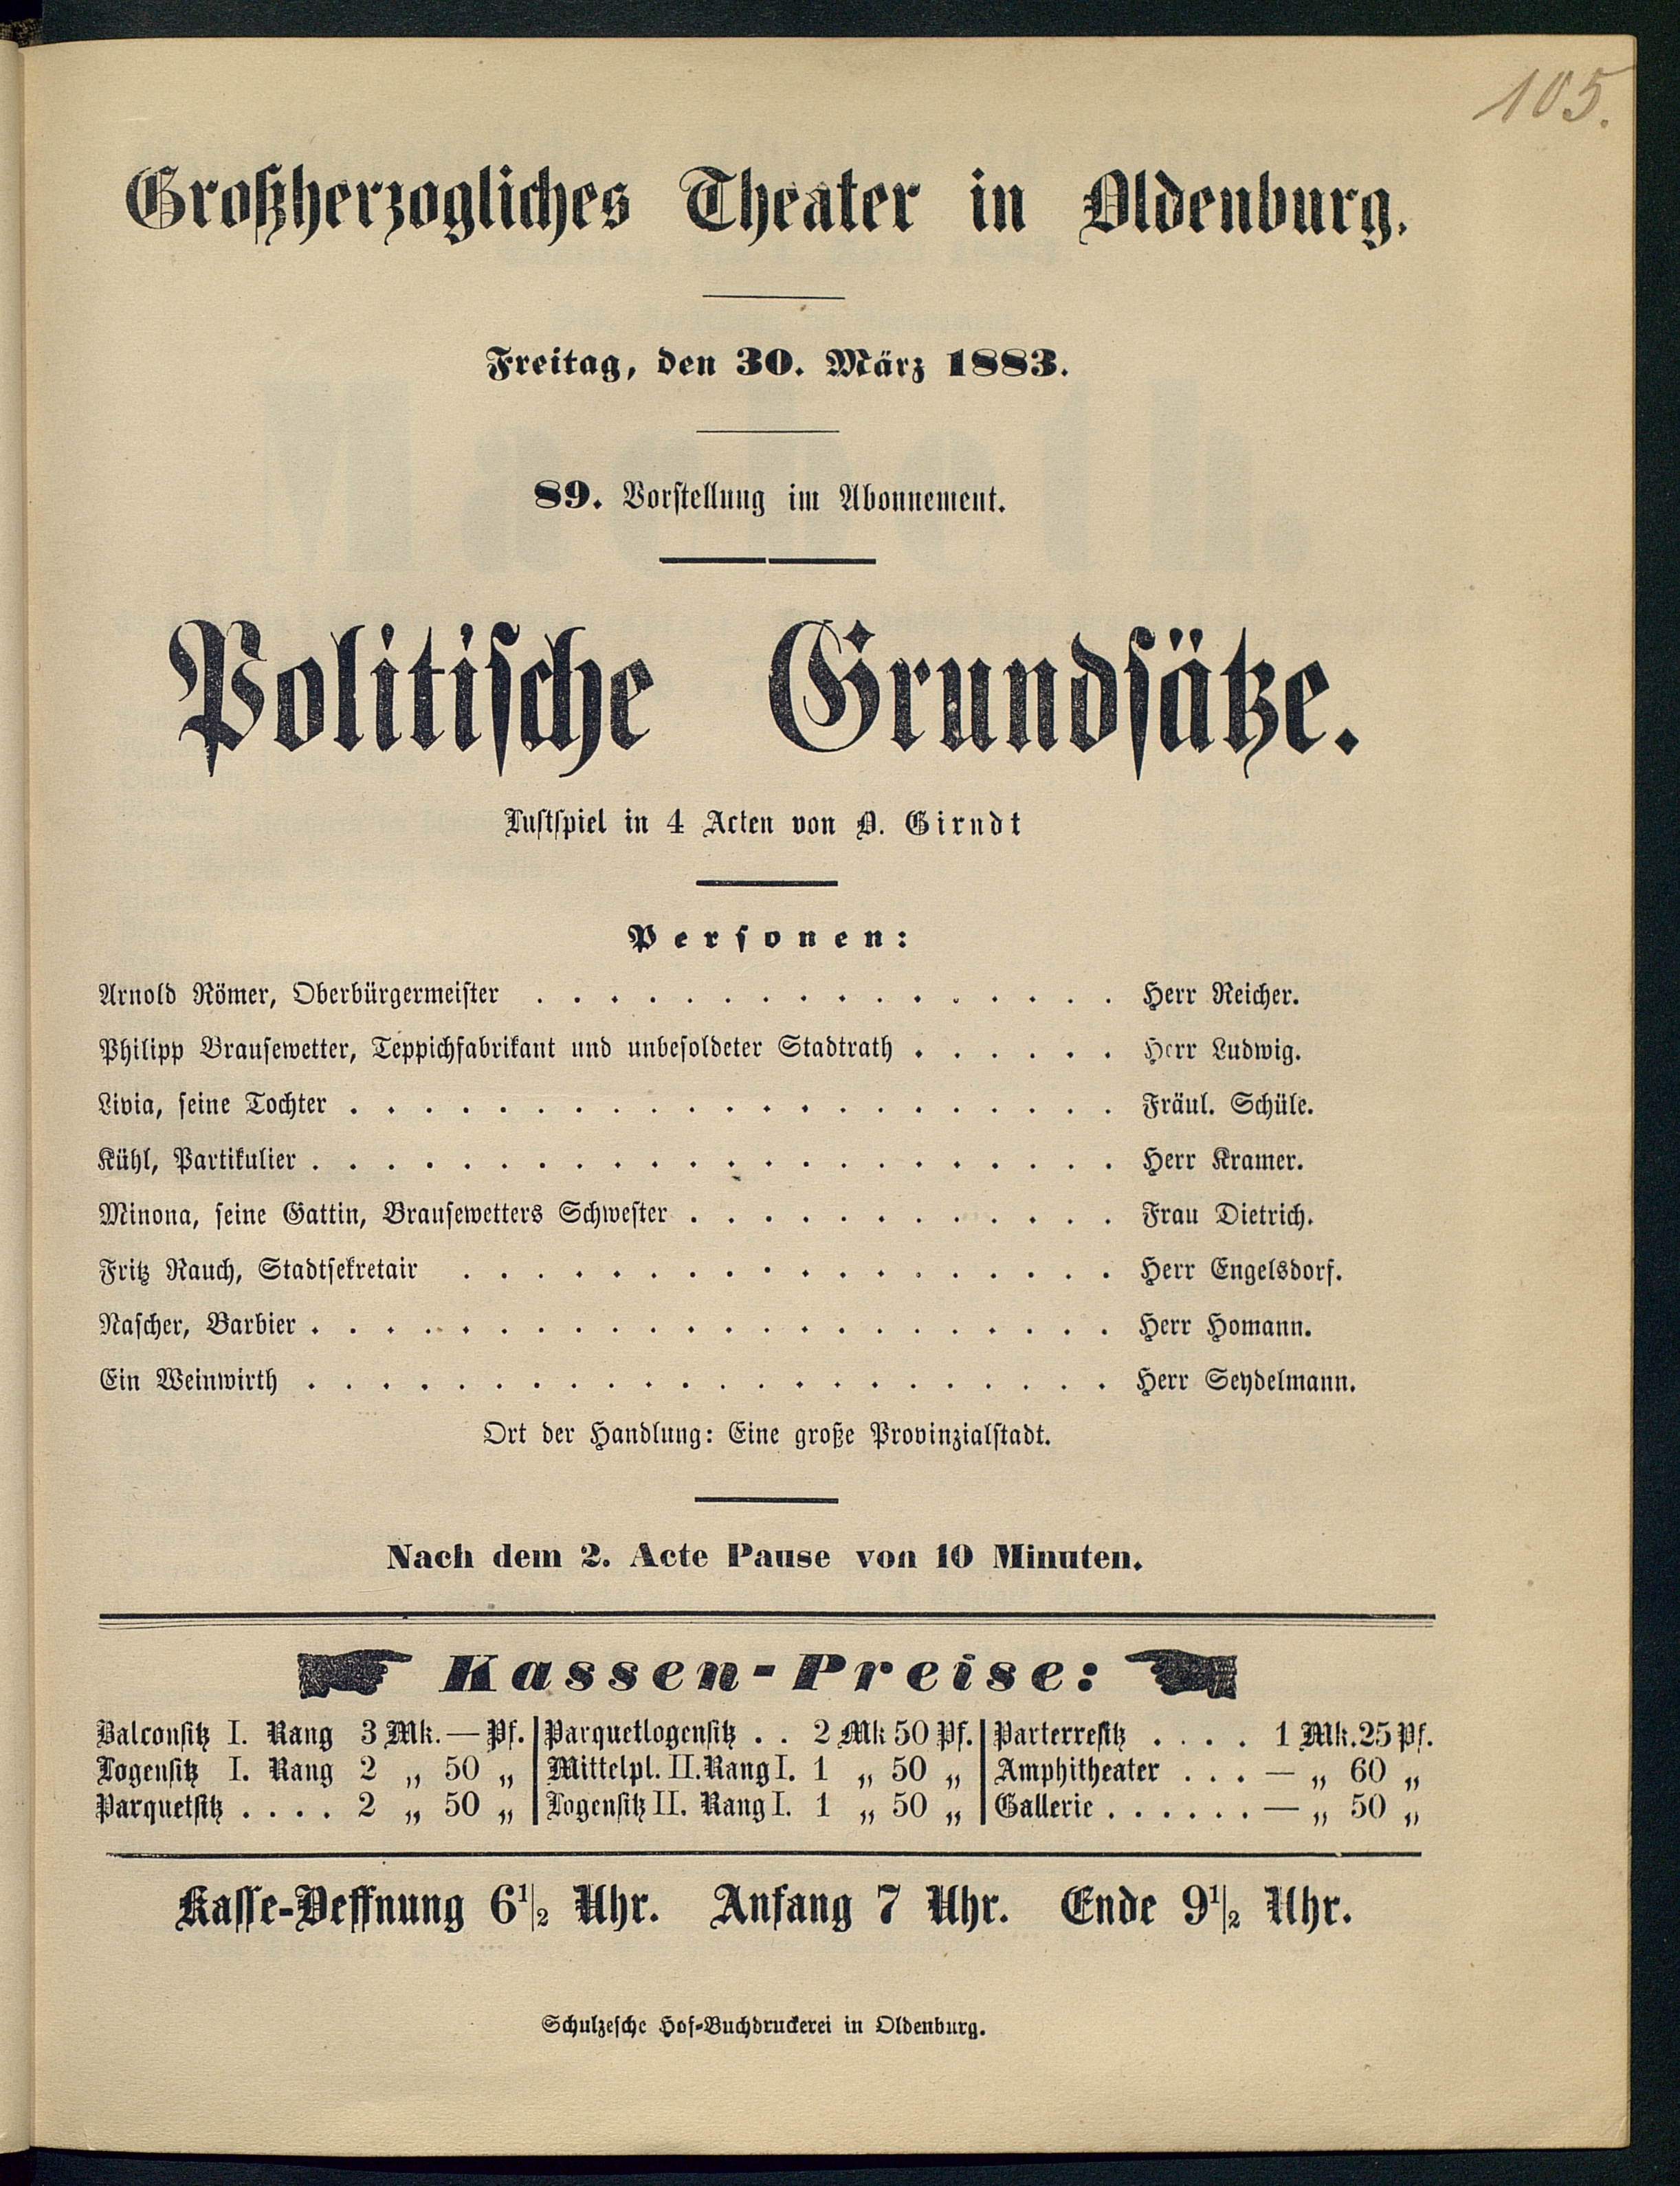 105.
Großherzogliches Theater in Oldenburg.
Freitag, den 30. März 1883.
89. Vorstellung im Abonnement.
Politische Grundsätze.
Lustspiel in 4 Acten von O. Girndt
Personen:
Arnold Römer, Oberbürgermeister . . . . . . . . . . . . . . . . Herr Reicher.
Philipp Brausewetter, Teppichfabrikant und unbesoldeter Stadtrath . . . . . . Herr Ludwig.
Livia, seine Tochter . . . . . . . . . . . . . . . . . . . . . Fräul. Schüle.
Kühl, Partikulier . . . . . . . . . . . . . . . . . . . . . . Herr Kramer.
Minona, seine Gattin, Brausewetters Schwester . . . . . . . . . . . . Frau Dietrich.
Fritz Rauch, Stadtsekretair . . . . . . . . . . . . . . . . . . Herr Engelsdorf.
Nascher, Barbier . . . . . . . . . . . . . . . . . . . . . . Herr Homann.
Ein Weinwirth . . . . . . . . . . . . . . . . . . . . . . Herr Seydelmann.
Ort der Handlung: Eine große Provinzialstadt.
Nach dem 2. Acte Pause von 10 Minuten.
Kassen-Preise:
Balconsitz I. Rang 3 Mk. — Pf. | Parquetlogensitz . . 2 Mk 50 Pf. | Parterresitz . . . . 1 Mk. 25 Pf.
Logensitz I. Rang 2 „ 50 „ | Mittelpl. II. Rang I. 1 „ 50 „ | Amphitheater . . . — „ 60 „
Parquetsitz . . . . 2 „ 50 „ | Logensitz II. Rang I. 1 „ 50 „ | Gallerie . . . . . . — „ 50 „
Kasse-Oeffnung 6½ Uhr. Anfang 7 Uhr. Ende 9½ Uhr.
Schulzesche Hof-Buchdruckerei in Oldenburg.